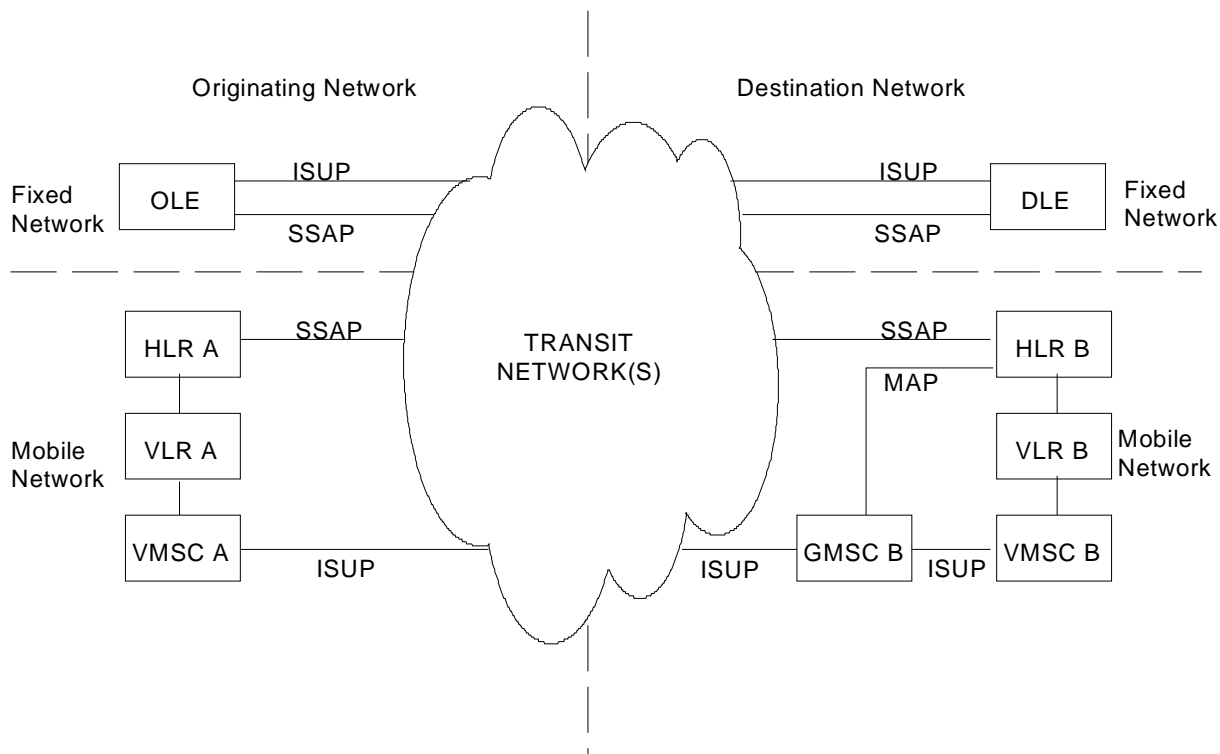 Originating Network
Destination Network
ISUP
ISUP
Fixed
Network
OLE
DLE
Fixed
Network
SSAP
SSAP
HLR A
SSAP
TRANSIT
NETWORK(S)
SSAP
HLR B
MAP
Mobile
Network
VLR A
VLR B
Mobile
Network
VMSC A
ISUP
ISUP
GMSC B
ISUP
VMSC B